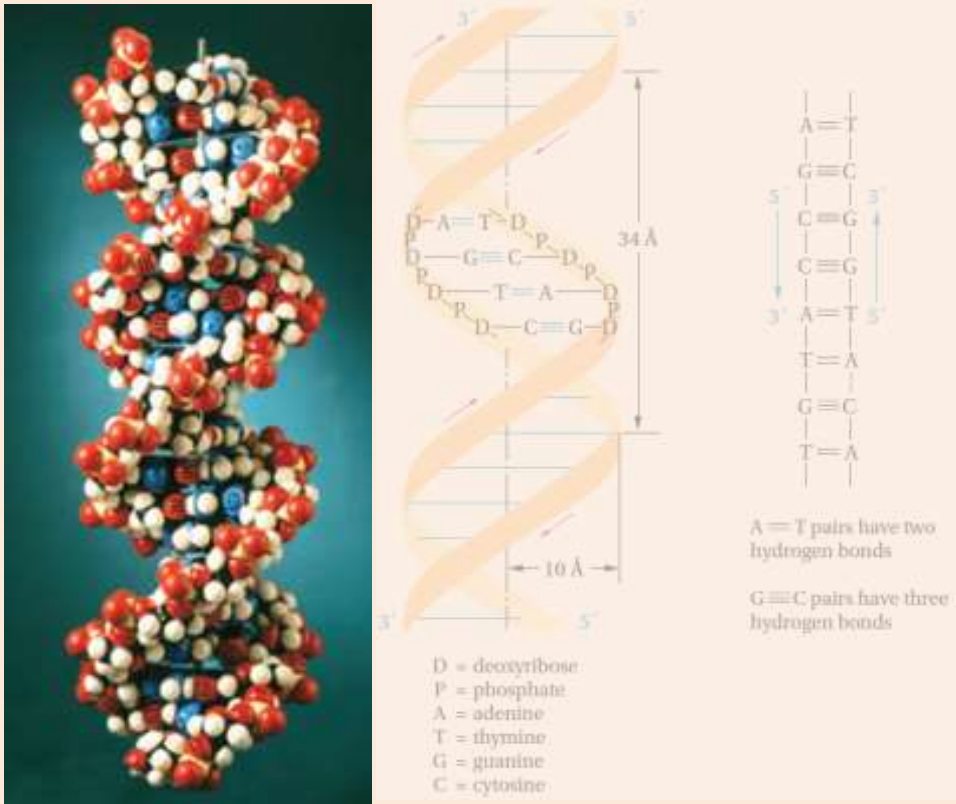 3´ 5´
D—A═T—D
P P
D—G≡C—D
34 Å
P P
D—T═A—D
P P
D—C≡G—D
10 Å
3´ 5´
D = deoxyribose
P = phosphate
A = adenine
T = thymine
G = guanine
C = cytosine
A═T
G≡C
5´ 3´
C≡G
C≡G
3´ A═T 5´
T═A
G≡C
T═A
A═T pairs have two
hydrogen bonds
G≡C pairs have three
hydrogen bonds